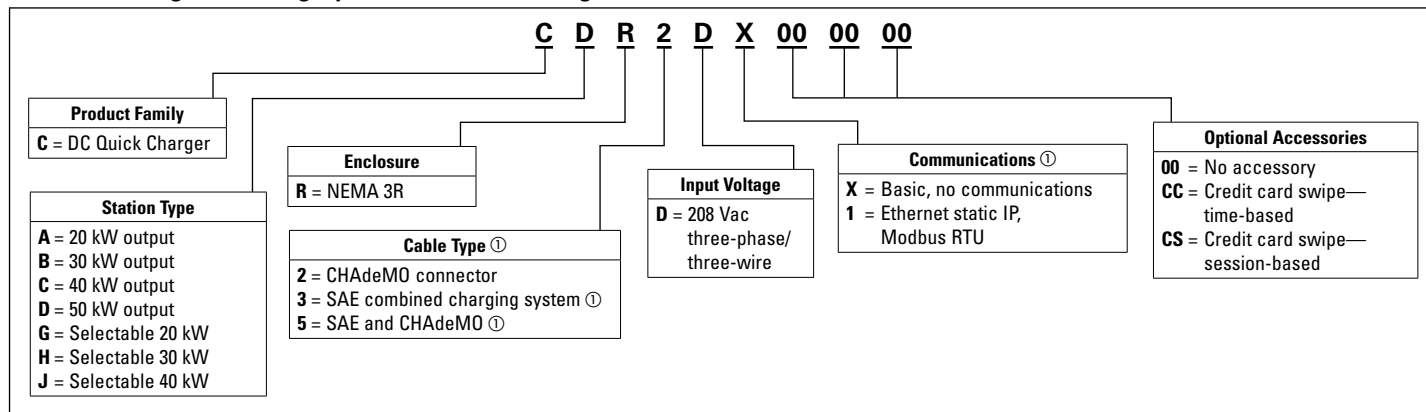 C D R 2 D X 00 00 00
Product Family
C = DC Quick Charger
Station Type
A = 20 kW output
B = 30 kW output
C = 40 kW output
D = 50 kW output
G = Selectable 20 kW
H = Selectable 30 kW
J = Selectable 40 kW
Enclosure
R = NEMA 3R
Cable Type ①
2 = CHAdeMO connector
3 = SAE combined charging system ①
5 = SAE and CHAdeMO ①
Input Voltage
D = 208 Vac
three-phase/
three-wire
Communications ①
X = Basic, no communications
1 = Ethernet static IP,
Modbus RTU
Optional Accessories
00 = No accessory
CC = Credit card swipe—
time-based
CS = Credit card swipe—
session-based